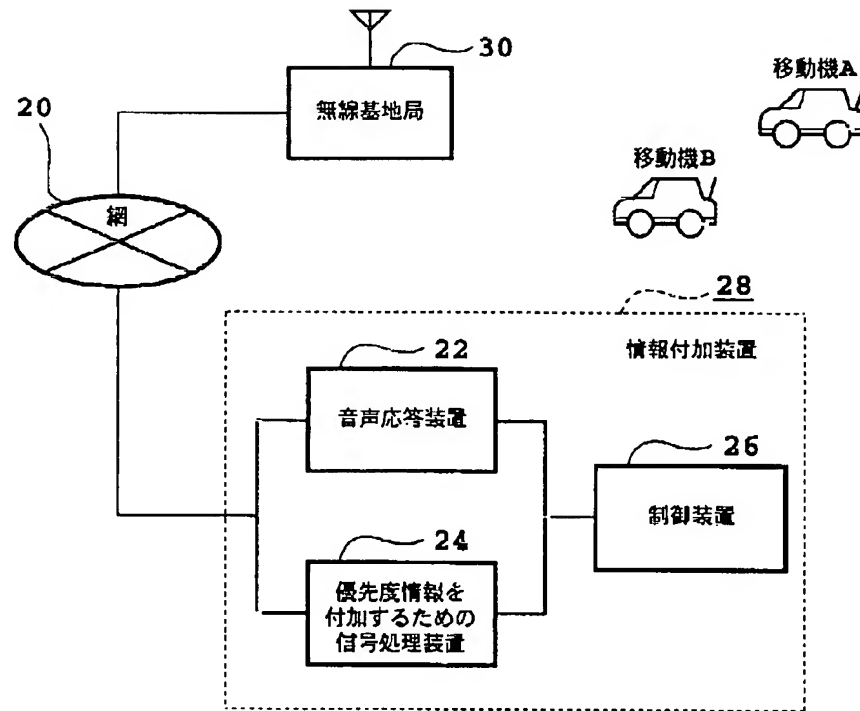 30
無線基地局
移動機A
20
移動機B
網
28
情報付加装置
22
音声応答装置
26
制御装置
24
優先度情報を
付加するための
信号処理装置